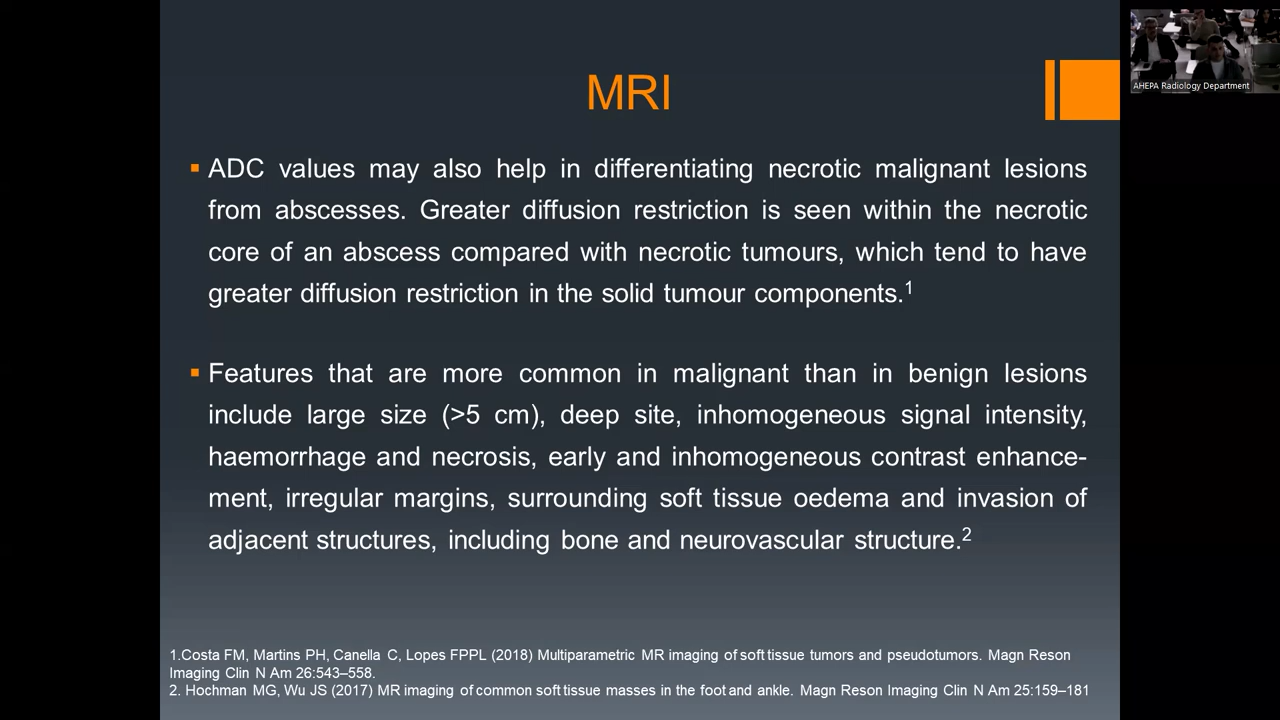 MRI
ADC values may also help in differentiating necrotic malignant lesions
from abscesses. Greater diffusion restriction is seen within the necrotic
core of an abscess compared with necrotic tumours, which tend to have
greater diffusion restriction in the solid tumour components.1
Features that are more common in malignant than in benign lesions
include large size (>5 cm), deep site, inhomogeneous signal intensity,
haemorrhage and necrosis, early and inhomogeneous contrast enhance-
ment, irregular margins, surrounding soft tissue oedema and invasion of
adjacent structures, including bone and neurovascular structure.2
1.Costa FM, Martins PH, Canella C, Lopes FPPL (2018) Multiparametric MR imaging of soft tissue tumors and pseudotumors. Magn Reson
Imaging Clin N Am 26:543–558.
2. Hochman MG, Wu JS (2017) MR imaging of common soft tissue masses in the foot and ankle. Magn Reson Imaging Clin N Am 25:159–181
AHEPA Radiology Department